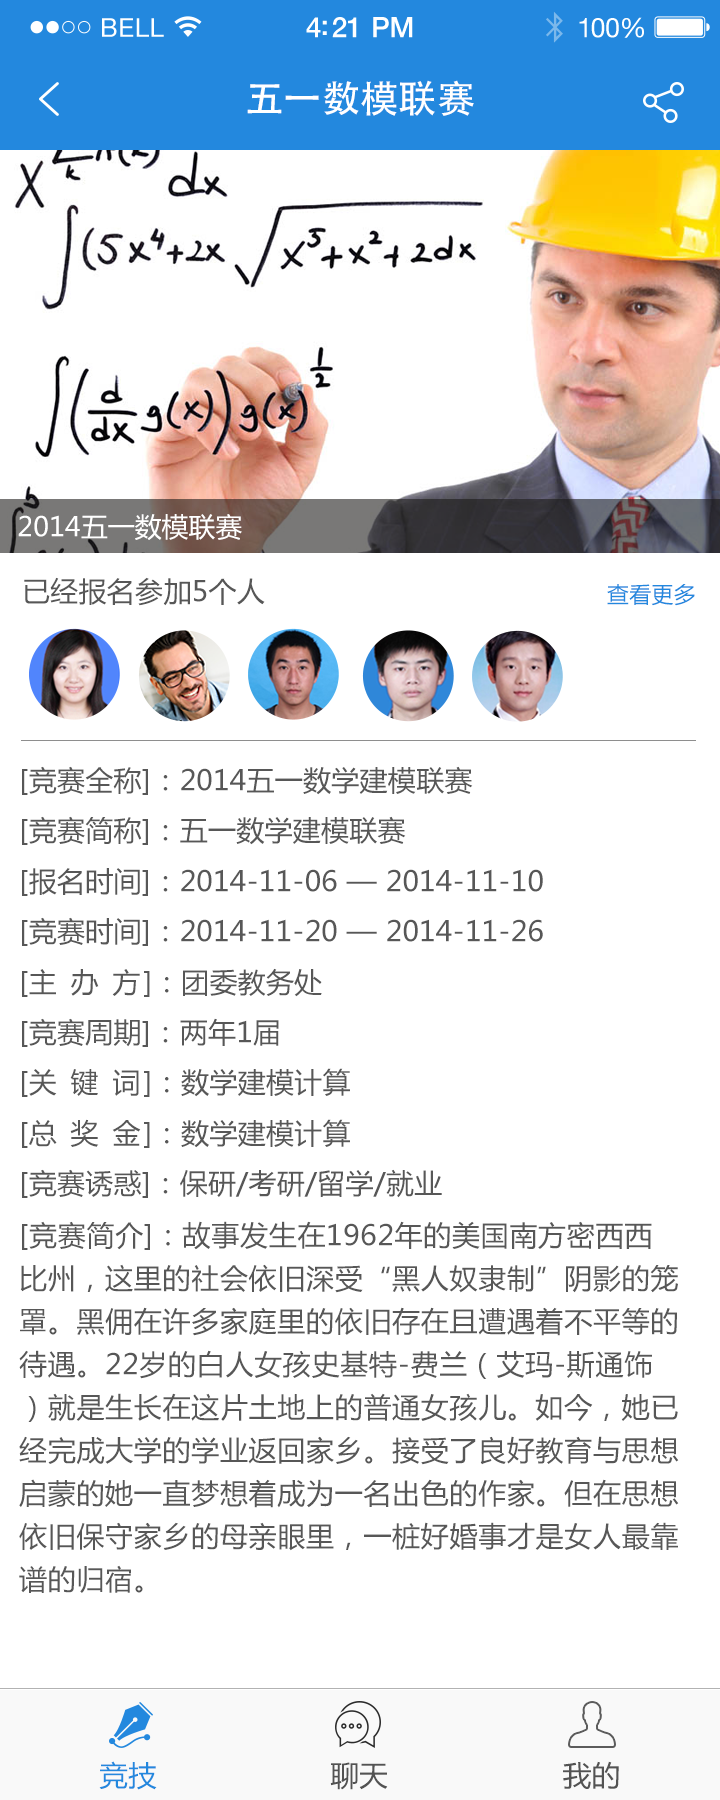 BELL 4:21 PM 100%
五一数模联赛
dx
∫(5x⁴+2x√x⁵+x²+2dx
∫(d/dx g(x))g(x)^1/2
2014五一数模联赛
已经报名参加5个人 查看更多
[竞赛全称]：2014五一数学建模联赛
[竞赛简称]：五一数学建模联赛
[报名时间]：2014-11-06 — 2014-11-10
[竞赛时间]：2014-11-20 — 2014-11-26
[主 办 方]：团委教务处
[竞赛周期]：两年1届
[关 键 词]：数学建模计算
[总 奖 金]：数学建模计算
[竞赛诱惑]：保研/考研/留学/就业
[竞赛简介]：故事发生在1962年的美国南方密西西
比州，这里的社会依旧深受“黑人奴隶制”阴影的笼
罩。黑佣在许多家庭里的依旧存在且遭遇着不平等的
待遇。22岁的白人女孩史基特-费兰（艾玛-斯通饰
）就是生长在这片土地上的普通女孩儿。如今，她已
经完成大学的学业返回家乡。接受了良好教育与思想
启蒙的她一直梦想着成为一名出色的作家。但在思想
依旧保守家乡的母亲眼里，一桩好婚事才是女人最靠
谱的归宿。
竞技 聊天 我的